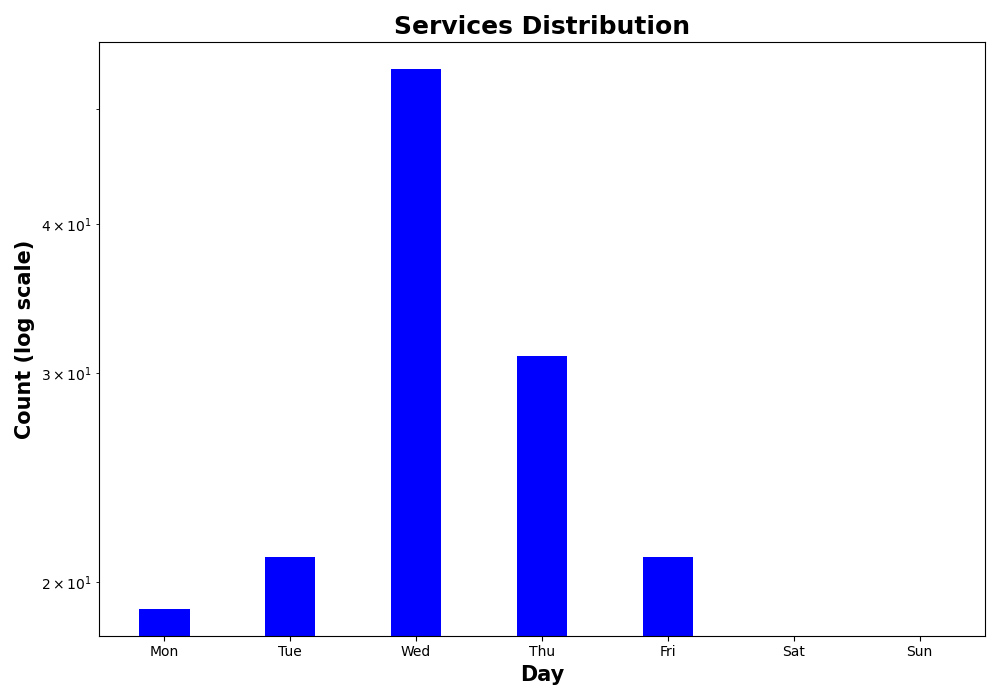 Services Distribution
Count (log scale)
4 × 10¹
3 × 10¹
2 × 10¹
Mon Tue Wed Thu Fri Sat Sun
Day